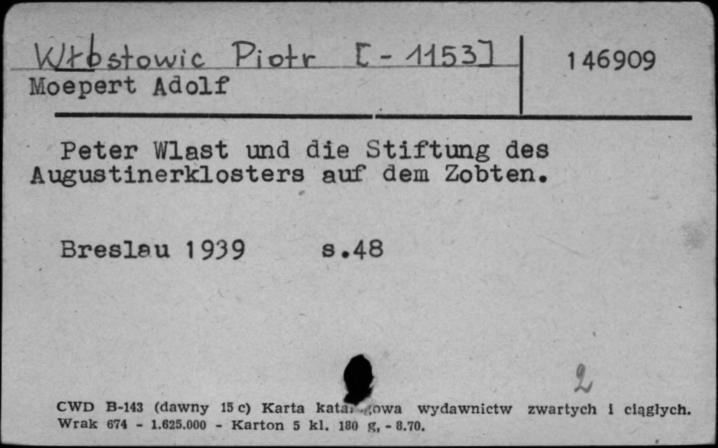 Włostowic Piotr [-1153]
146909
Moepert Adolf
Peter Wlast und die Stiftung des
Augustinerklosters auf dem Zobten.
Breslau 1939 s.48
2
CWD B-143 (dawny 15 c) Karta wydawnictw zwartych i ciągłych.
Wrak 674 - 1.625.000 - Karton 5 kl. 180 g, - 8.70.